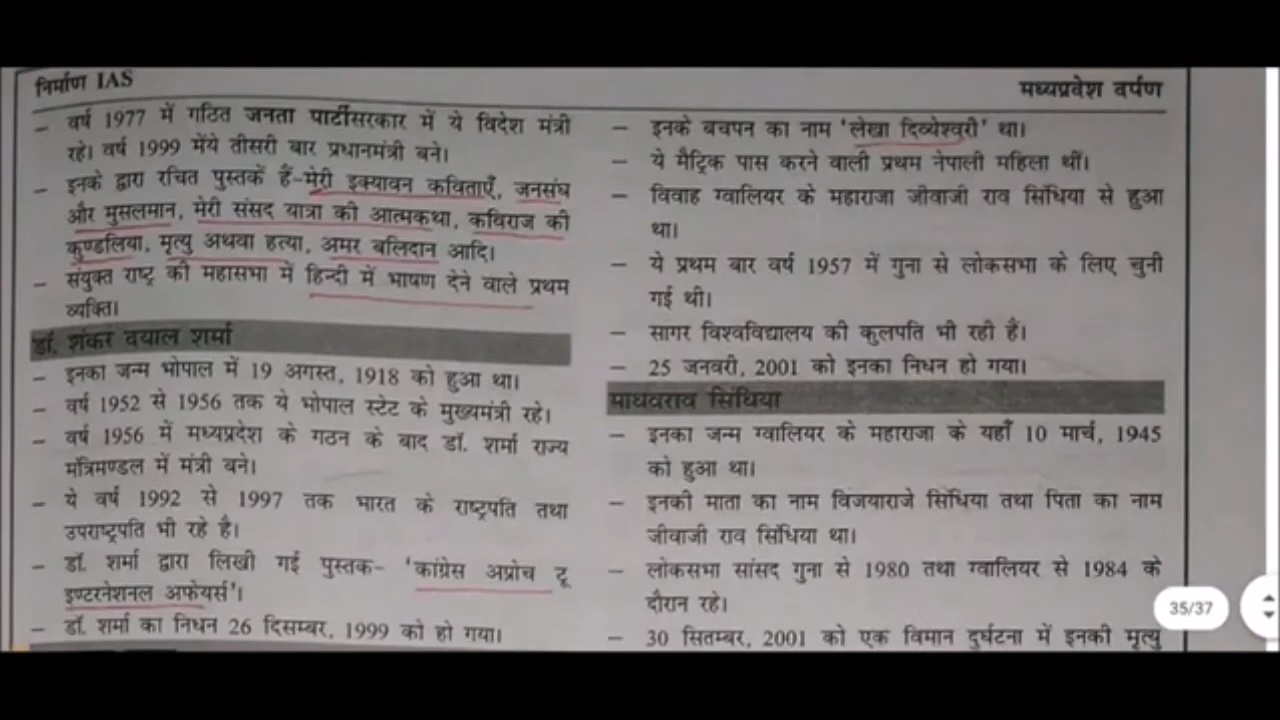 निर्माण IAS
मध्यप्रदेश दर्पण
– वर्ष 1977 में गठित जनता पार्टीसरकार में ये विदेश मंत्री
रहे। वर्ष 1999 मेंये तीसरी बार प्रधानमंत्री बने।
– इनके द्वारा रचित पुस्तकें हैं-मेरी इक्यावन कविताएँ, जनसंघ
और मुसलमान, मेरी संसद यात्रा की आत्मकथा, कविराज की
कुण्डलिया, मृत्यु अथवा हत्या, अमर बलिदान आदि।
– संयुक्त राष्ट्र की महासभा में हिन्दी में भाषण देने वाले प्रथम
व्यक्ति।
डॉ. शंकर दयाल शर्मा
– इनका जन्म भोपाल में 19 अगस्त, 1918 को हुआ था।
– वर्ष 1952 से 1956 तक ये भोपाल स्टेट के मुख्यमंत्री रहे।
– वर्ष 1956 में मध्यप्रदेश के गठन के बाद डॉ. शर्मा राज्य
मंत्रिमण्डल में मंत्री बने।
– ये वर्ष 1992 से 1997 तक भारत के राष्ट्रपति तथा
उपराष्ट्रपति भी रहे है।
– डॉ. शर्मा द्वारा लिखी गई पुस्तक- 'कांग्रेस अप्रोच टू
इण्टरनेशनल अफेयर्स'।
– डॉ. शर्मा का निधन 26 दिसम्बर, 1999 को हो गया।
– इनके बचपन का नाम 'लेखा दिव्येश्वरी' था।
– ये मैट्रिक पास करने वाली प्रथम नेपाली महिला थीं।
– विवाह ग्वालियर के महाराजा जीवाजी राव सिंधिया से हुआ
था।
– ये प्रथम बार वर्ष 1957 में गुना से लोकसभा के लिए चुनी
गई थी।
– सागर विश्वविद्यालय की कुलपति भी रही हैं।
– 25 जनवरी, 2001 को इनका निधन हो गया।
माधवराव सिंधिया
– इनका जन्म ग्वालियर के महाराजा के यहाँ 10 मार्च, 1945
को हुआ था।
– इनकी माता का नाम विजयाराजे सिंधिया तथा पिता का नाम
जीवाजी राव सिंधिया था।
– लोकसभा सांसद गुना से 1980 तथा ग्वालियर से 1984 के
दौरान रहे।
– 30 सितम्बर, 2001 को एक विमान दुर्घटना में इनकी मृत्यु
35/37